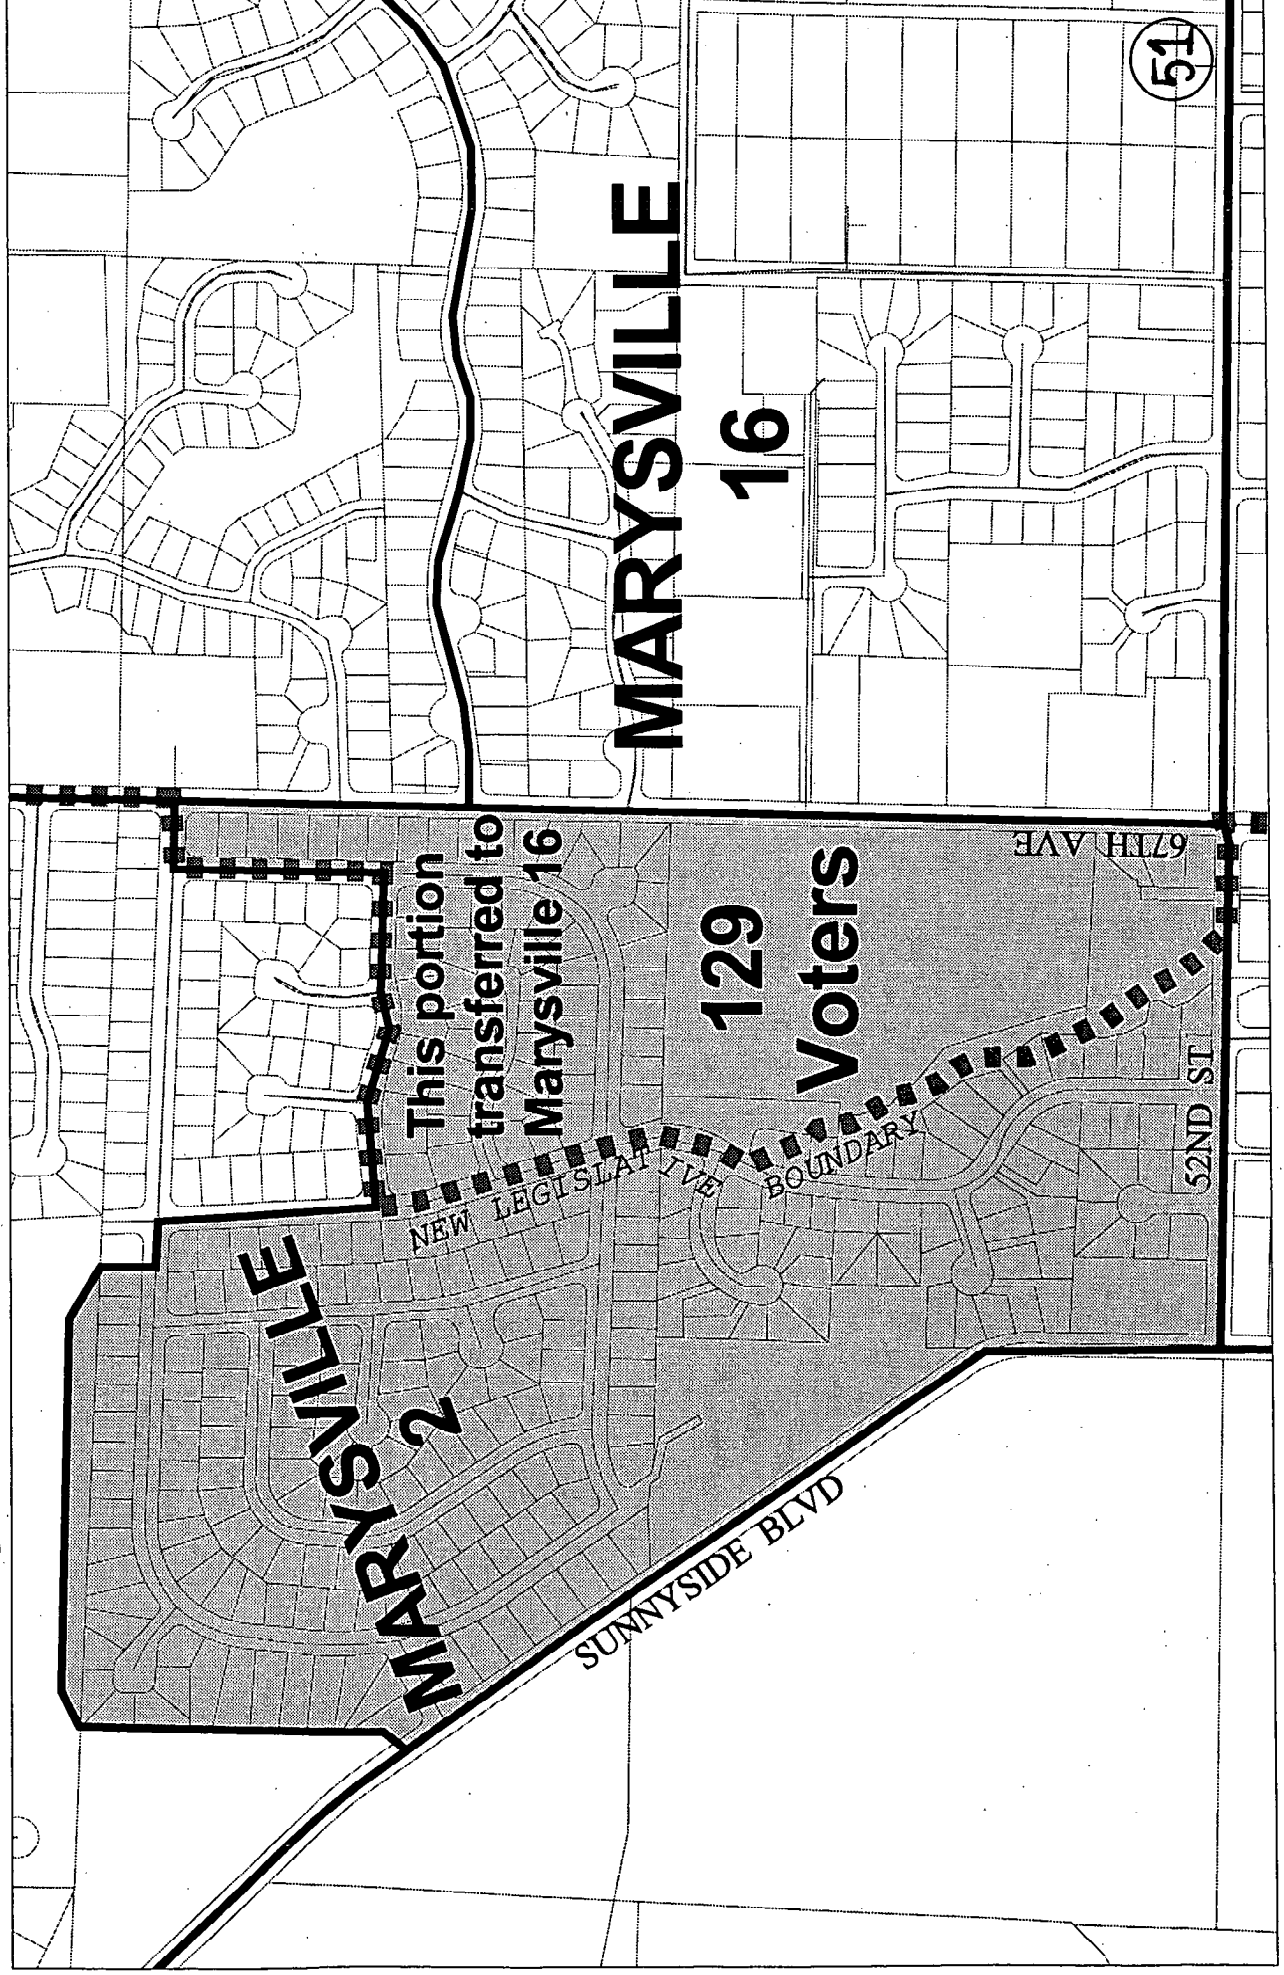 MARYSVILLE
2
This portion
transferred to
Marysville 16
129
Voters
MARYSVILLE
16
NEW LEGISLATIVE BOUNDARY
SUNNYSIDE BLVD
52ND ST
67TH AVE
51